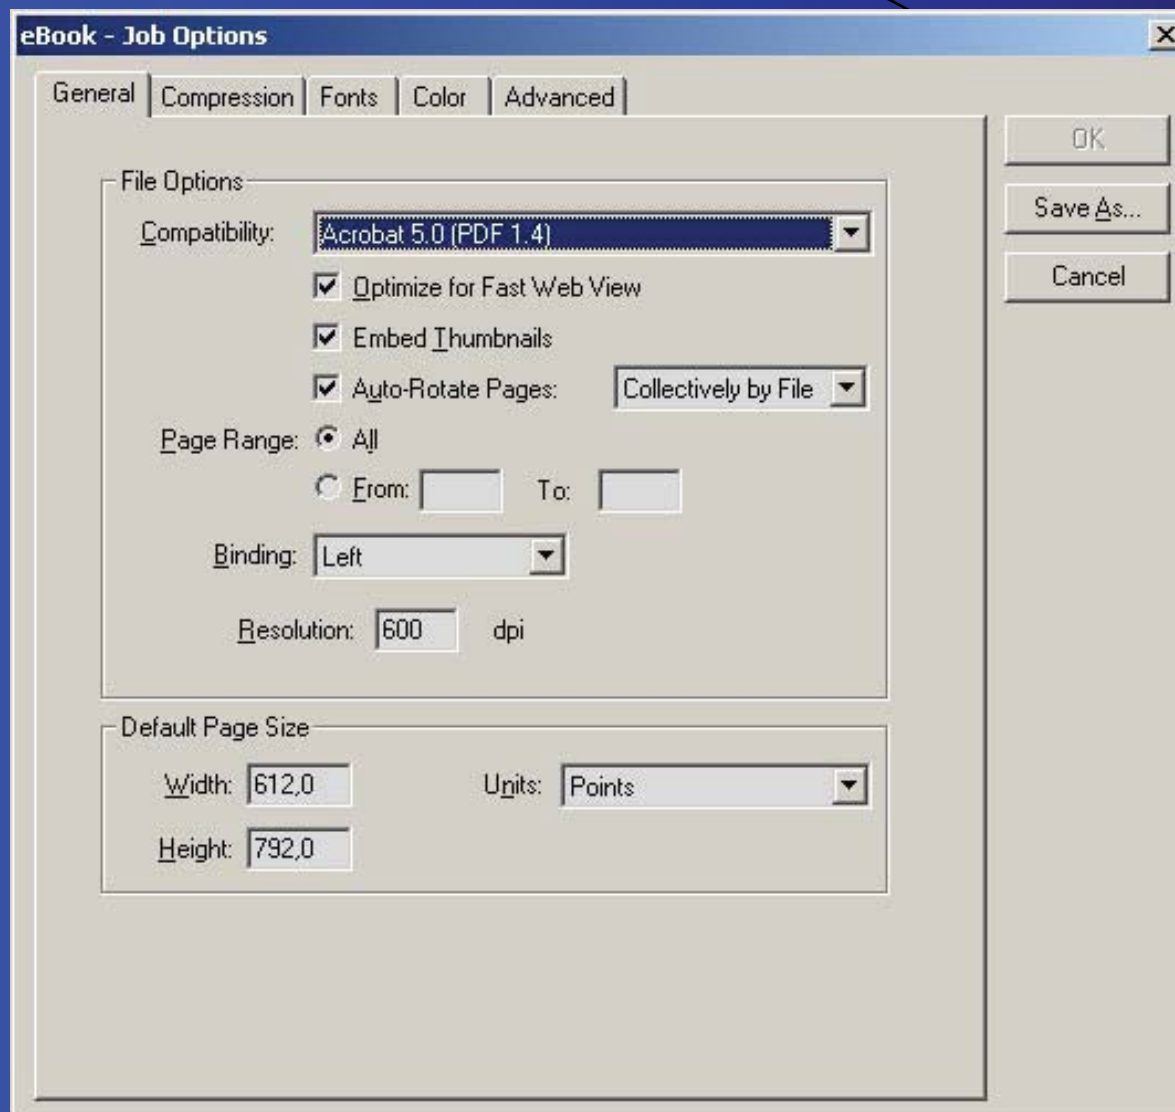 eBook - Job Options
General Compression Fonts Color Advanced
OK
Save As...
Cancel
File Options
Compatibility: Acrobat 5.0 (PDF 1.4)
Optimize for Fast Web View
Embed Thumbnails
Auto-Rotate Pages: Collectively by File
Page Range: All
From: To:
Binding: Left
Resolution: 600 dpi
Default Page Size
Width: 612,0 Units: Points
Height: 792,0